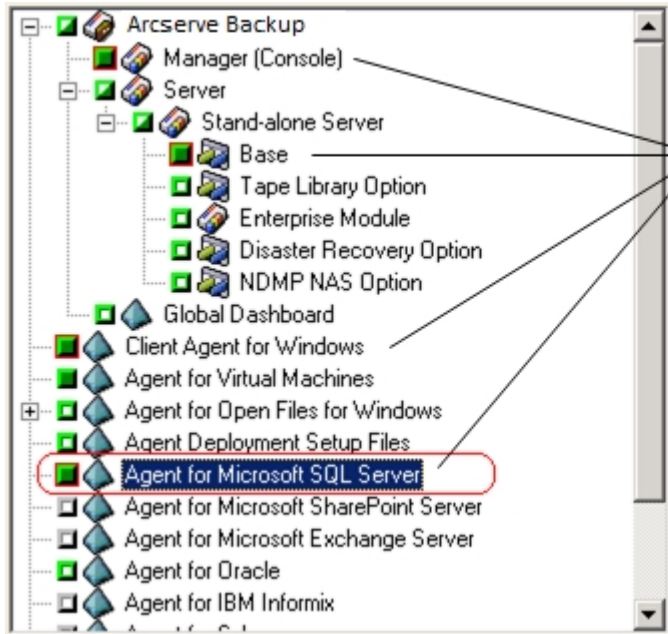 Arcserve Backup
Manager (Console)
Server
Stand-alone Server
Base
Tape Library Option
Enterprise Module
Disaster Recovery Option
NDMP NAS Option
Global Dashboard
Client Agent for Windows
Agent for Virtual Machines
Agent for Open Files for Windows
Agent Deployment Setup Files
Agent for Microsoft SQL Server
Agent for Microsoft SharePoint Server
Agent for Microsoft Exchange Server
Agent for Oracle
Agent for IBM Informix